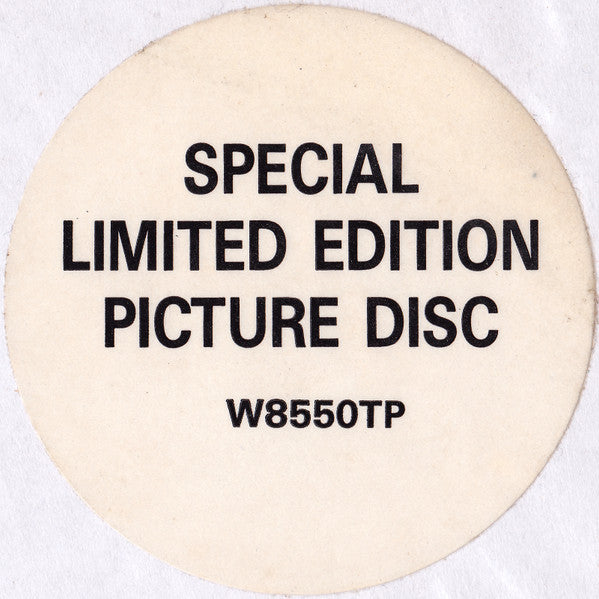 SPECIAL
LIMITED EDITION
PICTURE DISC
W8550TP